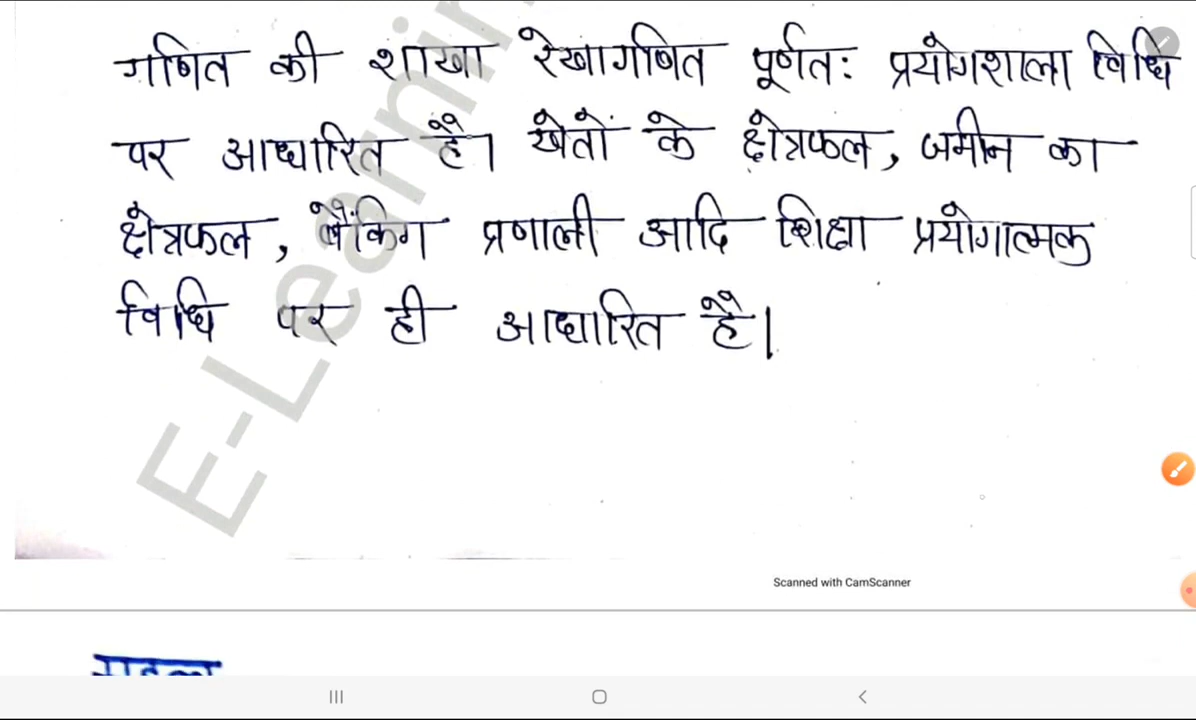 गणित की शाखा रेखागणित पूर्णतः प्रयोगशाला विधि
पर आधारित है। खेतों के क्षेत्रफल, जमीन का
क्षेत्रफल, बैंकिग प्रणाली आदि शिक्षा प्रयोगात्मक
विधि पर ही आधारित है।
E-Learnin
Scanned with CamScanner